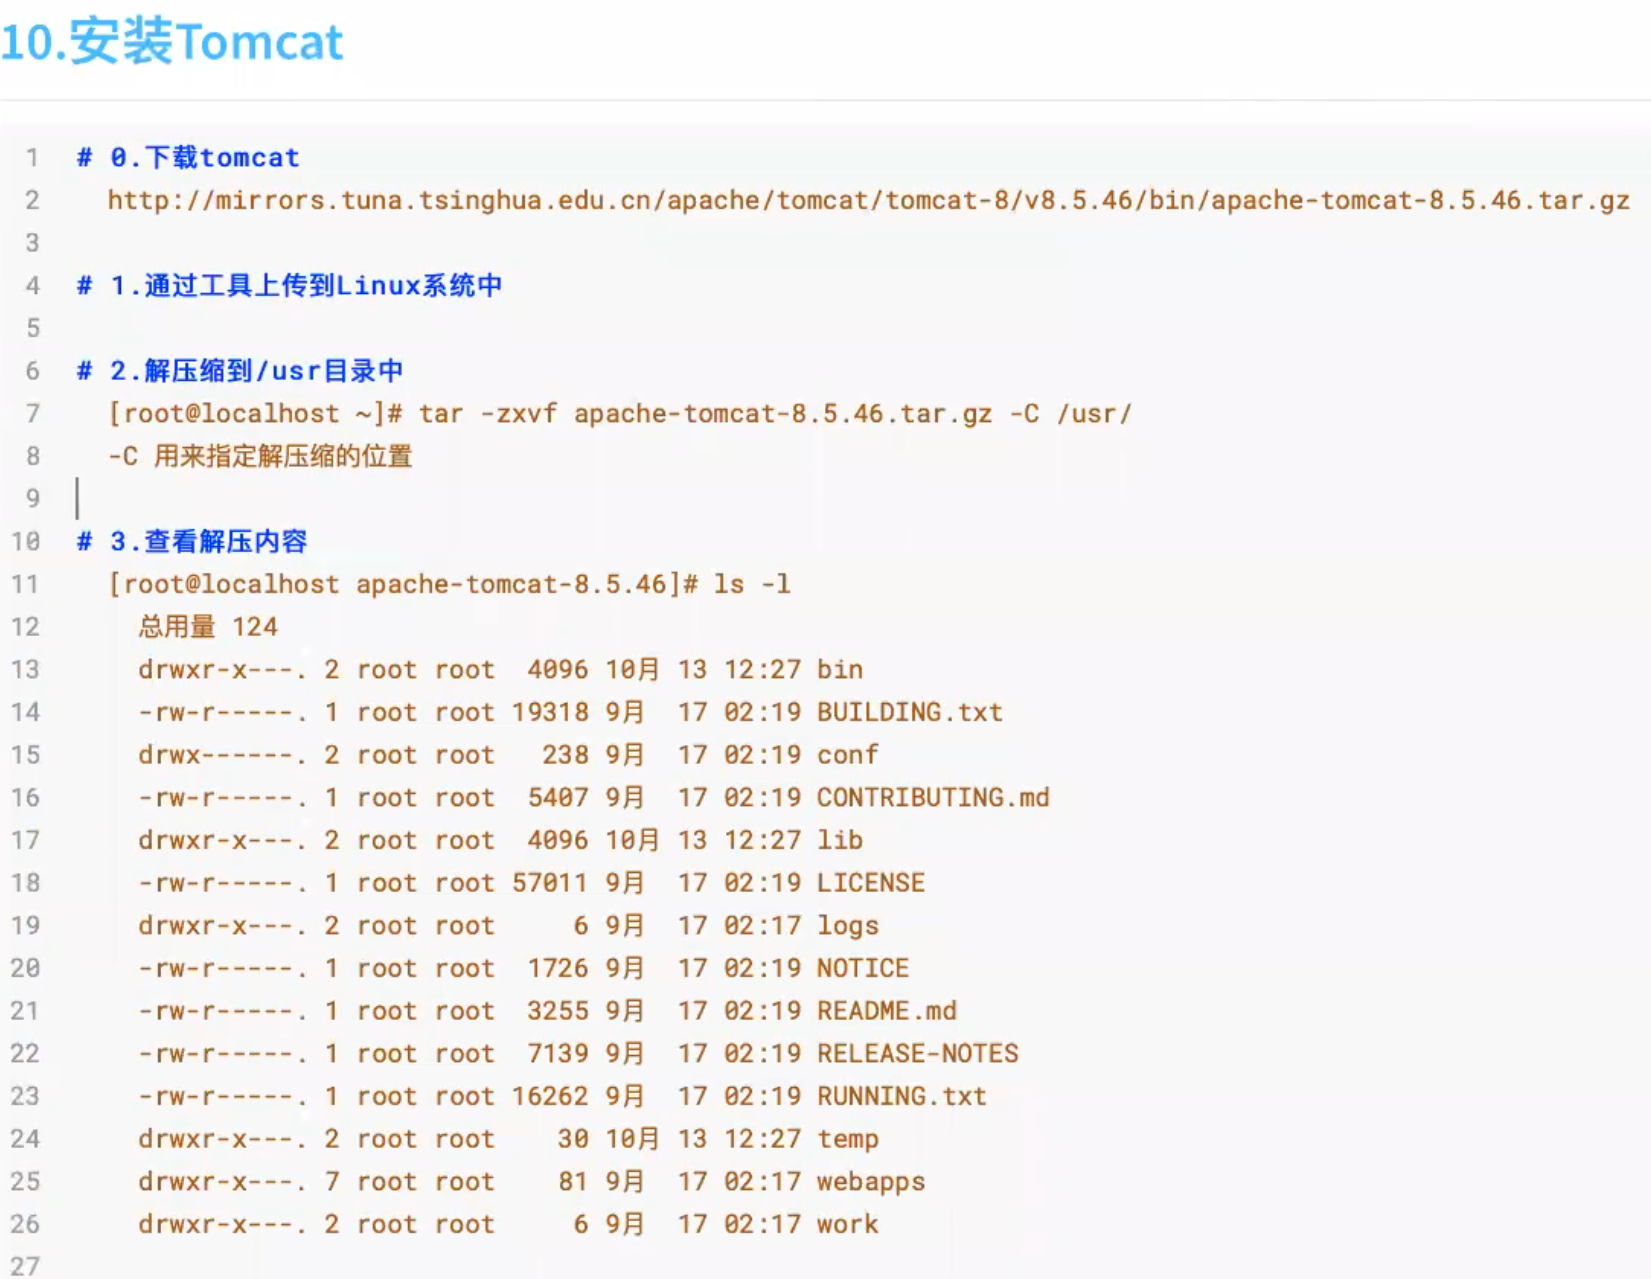 10.安装Tomcat
1 # 0.下载tomcat
2 http://mirrors.tuna.tsinghua.edu.cn/apache/tomcat/tomcat-8/v8.5.46/bin/apache-tomcat-8.5.46.tar.gz
3
4 # 1.通过工具上传到Linux系统中
5
6 # 2.解压缩到/usr目录中
7 [root@localhost ~]# tar -zxvf apache-tomcat-8.5.46.tar.gz -C /usr/
8 -C 用来指定解压缩的位置
9
10 # 3.查看解压内容
11 [root@localhost apache-tomcat-8.5.46]# ls -l
12 总用量 124
13 drwxr-x---. 2 root root  4096 10月 13 12:27 bin
14 -rw-r-----. 1 root root 19318 9月  17 02:19 BUILDING.txt
15 drwx------. 2 root root   238 9月  17 02:19 conf
16 -rw-r-----. 1 root root  5407 9月  17 02:19 CONTRIBUTING.md
17 drwxr-x---. 2 root root  4096 10月 13 12:27 lib
18 -rw-r-----. 1 root root 57011 9月  17 02:19 LICENSE
19 drwxr-x---. 2 root root     6 9月  17 02:17 logs
20 -rw-r-----. 1 root root  1726 9月  17 02:19 NOTICE
21 -rw-r-----. 1 root root  3255 9月  17 02:19 README.md
22 -rw-r-----. 1 root root  7139 9月  17 02:19 RELEASE-NOTES
23 -rw-r-----. 1 root root 16262 9月  17 02:19 RUNNING.txt
24 drwxr-x---. 2 root root    30 10月 13 12:27 temp
25 drwxr-x---. 7 root root    81 9月  17 02:17 webapps
26 drwxr-x---. 2 root root     6 9月  17 02:17 work
27